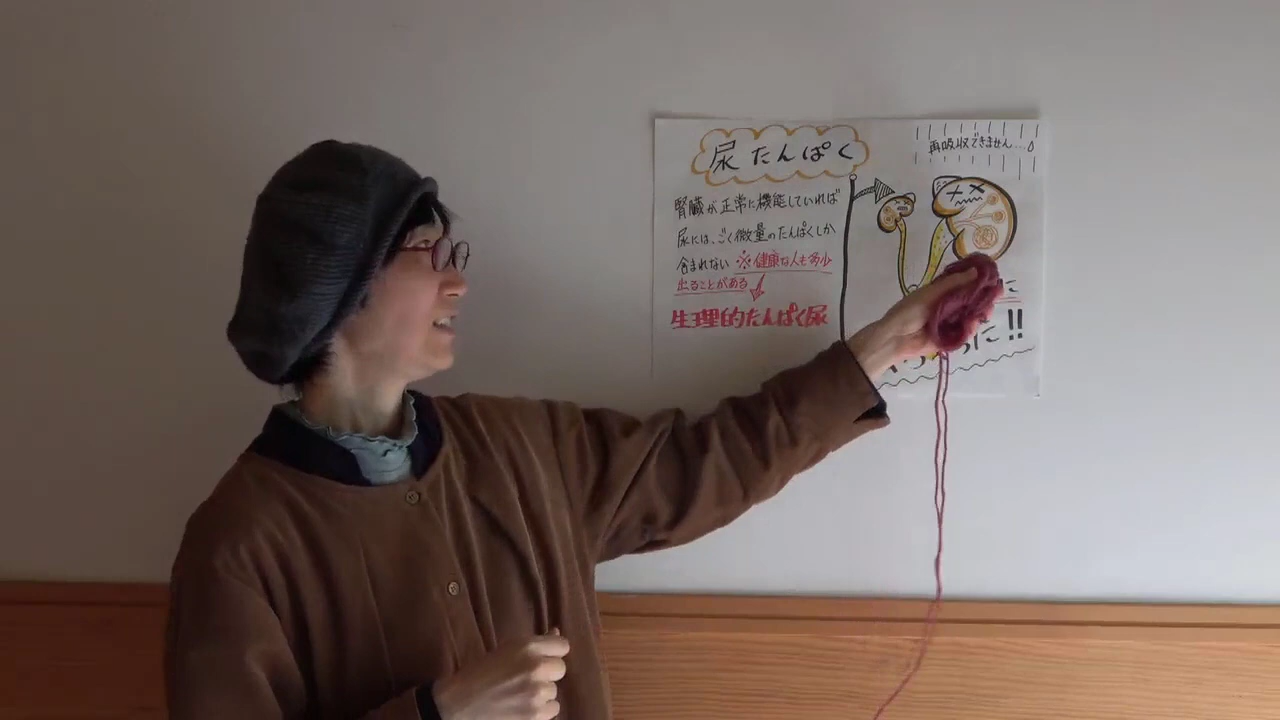 尿たんぱく
腎臓が正常に機能していれば
尿には、ごく微量のたんぱくしか
含まれない ※健康な人も多少
出ることがある
生理的たんぱく尿
再吸収できません…
に
に!!